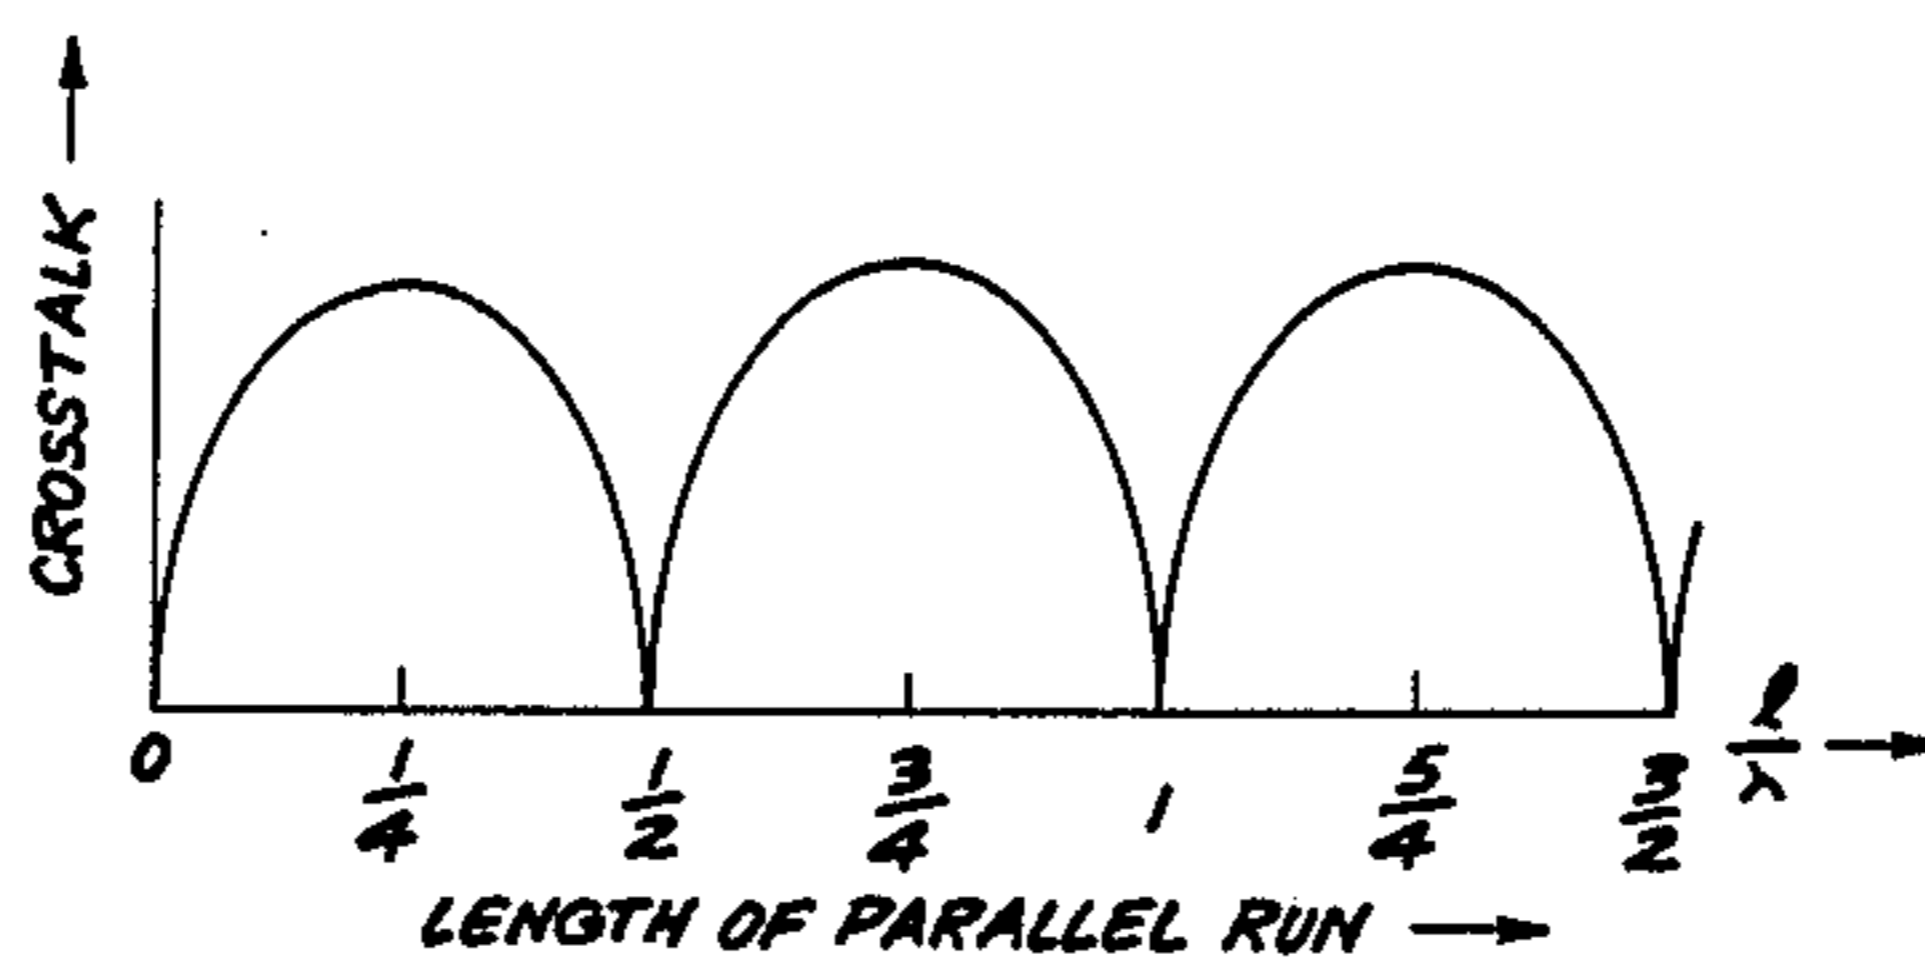 CROSSTALK
0 1/4 1/2 3/4 1 5/4 3/2 ℓ/λ
LENGTH OF PARALLEL RUN